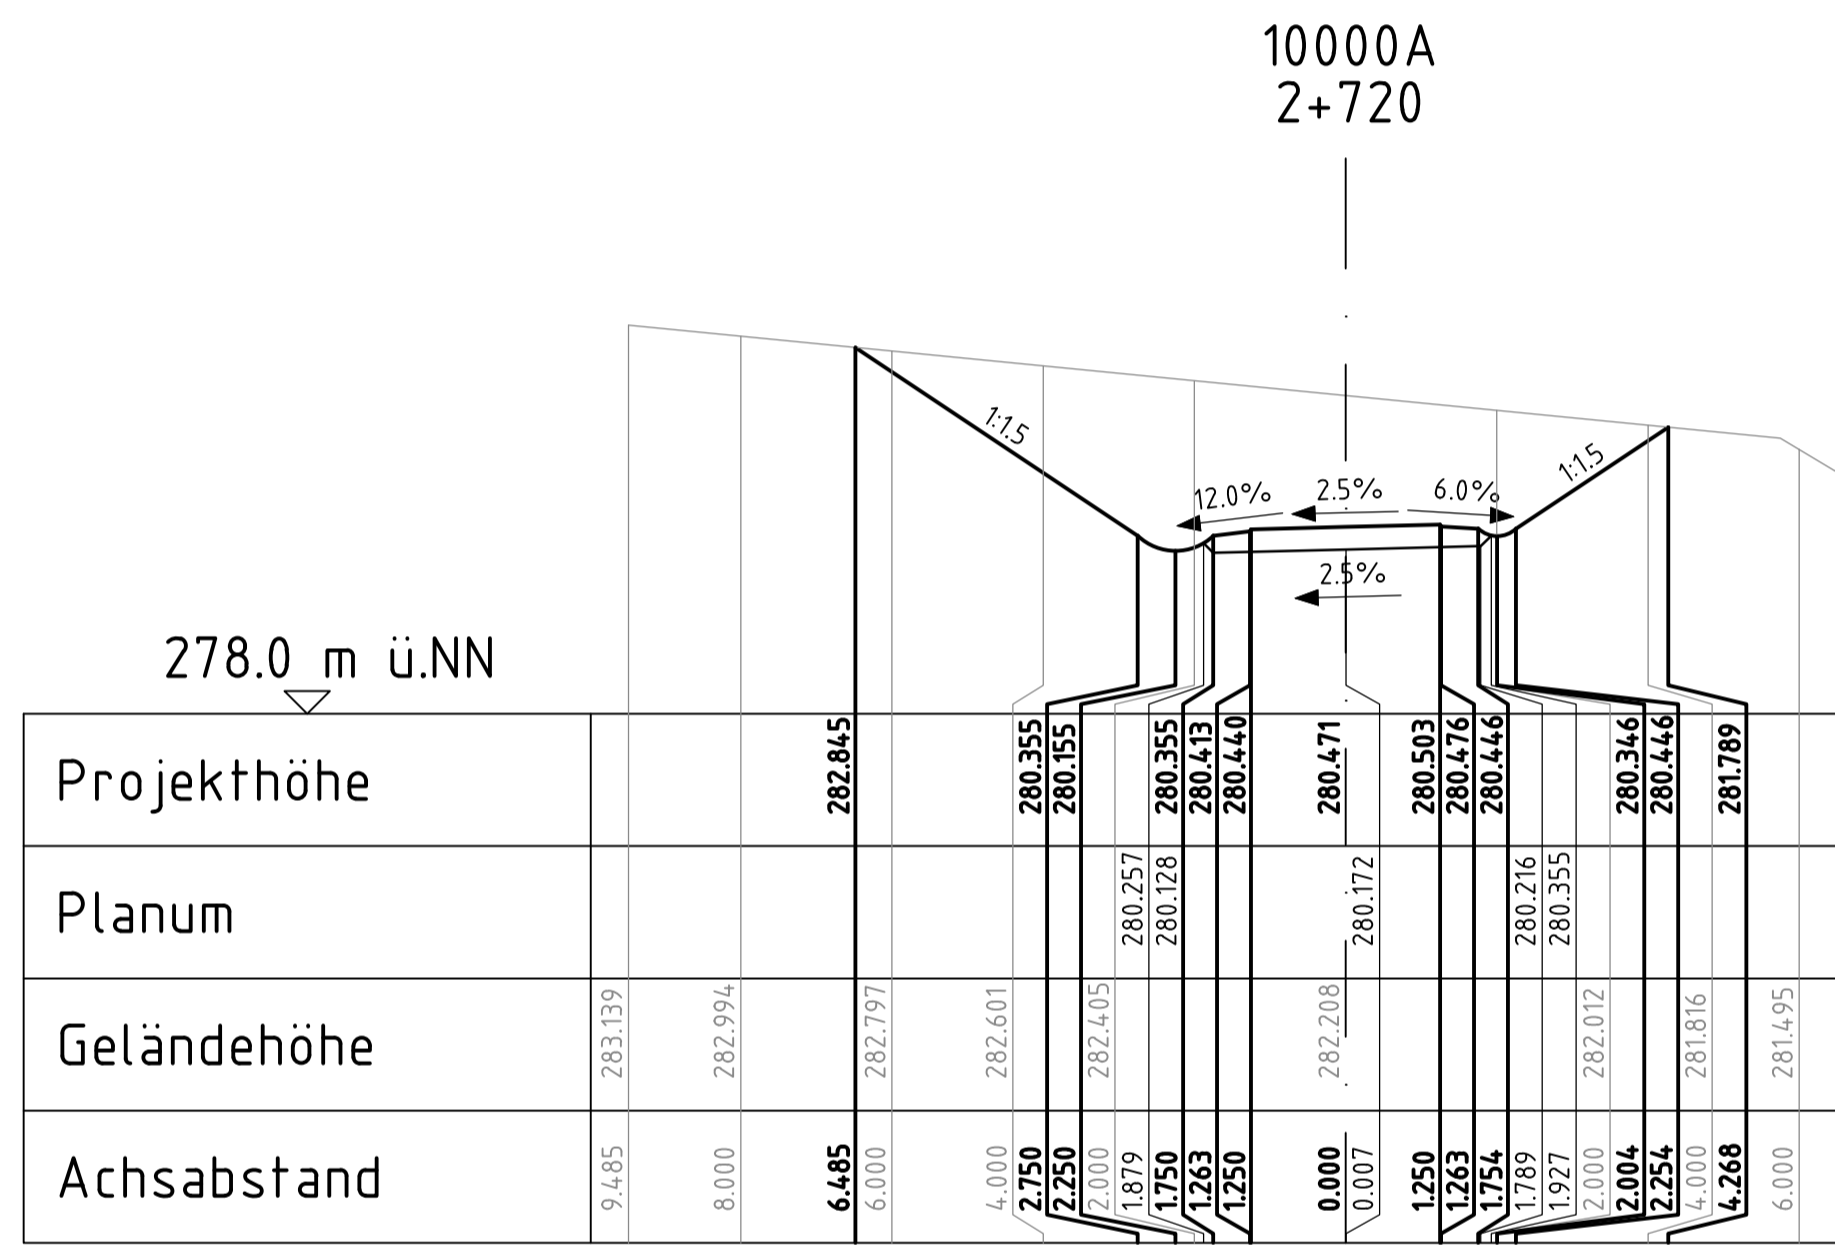 10000A
2+720
1:1.5
12.0%
2.5%
6.0%
1:1.5
2.5%
278.0 m ü.NN
Projekthöhe 282.845 280.355 280.155 280.355 280.413 280.440 280.471 280.503 280.476 280.446 280.346 280.446 281.789
Planum 280.257 280.128 280.172 280.216 280.355
Geländehöhe 283.139 282.994 282.797 282.601 282.405 282.208 282.012 281.816 281.495
Achsabstand 9.485 8.000 6.485 6.000 4.000 2.750 2.250 2.000 1.879 1.750 1.263 1.250 0.000 0.007 1.250 1.263 1.754 1.789 1.927 2.000 2.004 2.254 4.000 4.268 6.000